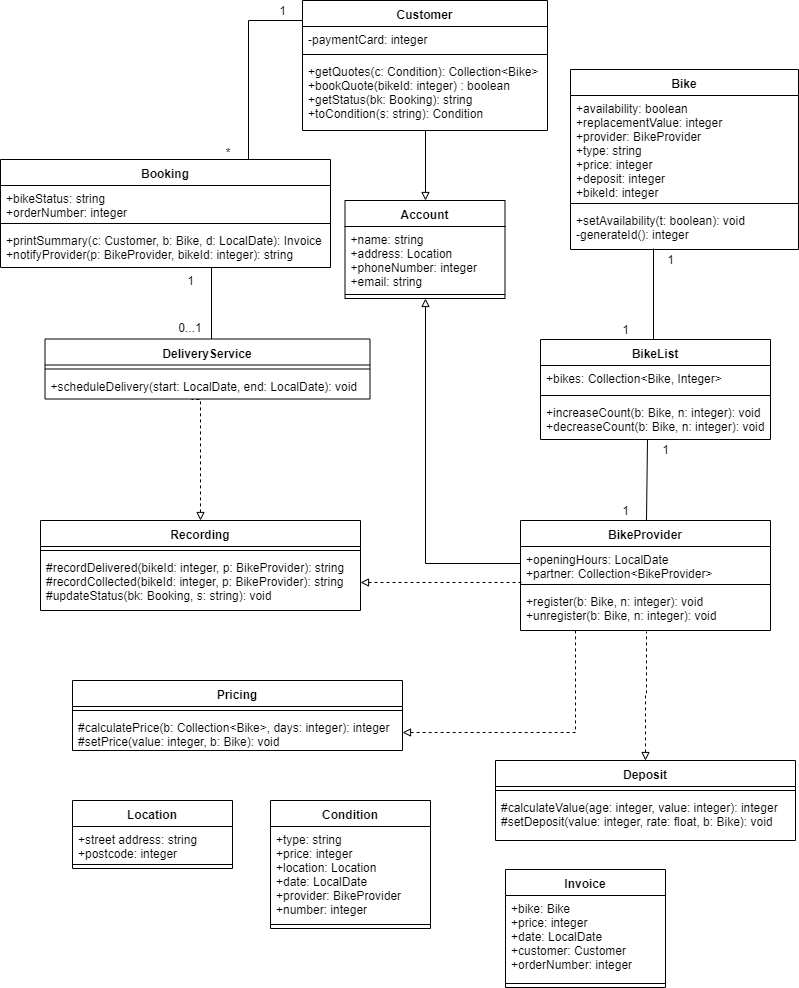 Customer
-paymentCard: integer
+getQuotes(c: Condition): Collection<Bike>
+bookQuote(bikeId: integer) : boolean
+getStatus(bk: Booking): string
+toCondition(s: string): Condition
1
*
Bike
+availability: boolean
+replacementValue: integer
+provider: BikeProvider
+type: string
+price: integer
+deposit: integer
+bikeId: integer
+setAvailability(t: boolean): void
-generateId(): integer
Booking
+bikeStatus: string
+orderNumber: integer
+printSummary(c: Customer, b: Bike, d: LocalDate): Invoice
+notifyProvider(p: BikeProvider, bikeId: integer): string
Account
+name: string
+address: Location
+phoneNumber: integer
+email: string
1
0...1
1
1
DeliveryService
+scheduleDelivery(start: LocalDate, end: LocalDate): void
BikeList
+bikes: Collection<Bike, Integer>
+increaseCount(b: Bike, n: integer): void
+decreaseCount(b: Bike, n: integer): void
1
1
Recording
#recordDelivered(bikeId: integer, p: BikeProvider): string
#recordCollected(bikeId: integer, p: BikeProvider): string
#updateStatus(bk: Booking, s: string): void
BikeProvider
+openingHours: LocalDate
+partner: Collection<BikeProvider>
+register(b: Bike, n: integer): void
+unregister(b: Bike, n: integer): void
Pricing
#calculatePrice(b: Collection<Bike>, days: integer): integer
#setPrice(value: integer, b: Bike): void
Deposit
#calculateValue(age: integer, value: integer): integer
#setDeposit(value: integer, rate: float, b: Bike): void
Location
+street address: string
+postcode: integer
Condition
+type: string
+price: integer
+location: Location
+date: LocalDate
+provider: BikeProvider
+number: integer
Invoice
+bike: Bike
+price: integer
+date: LocalDate
+customer: Customer
+orderNumber: integer